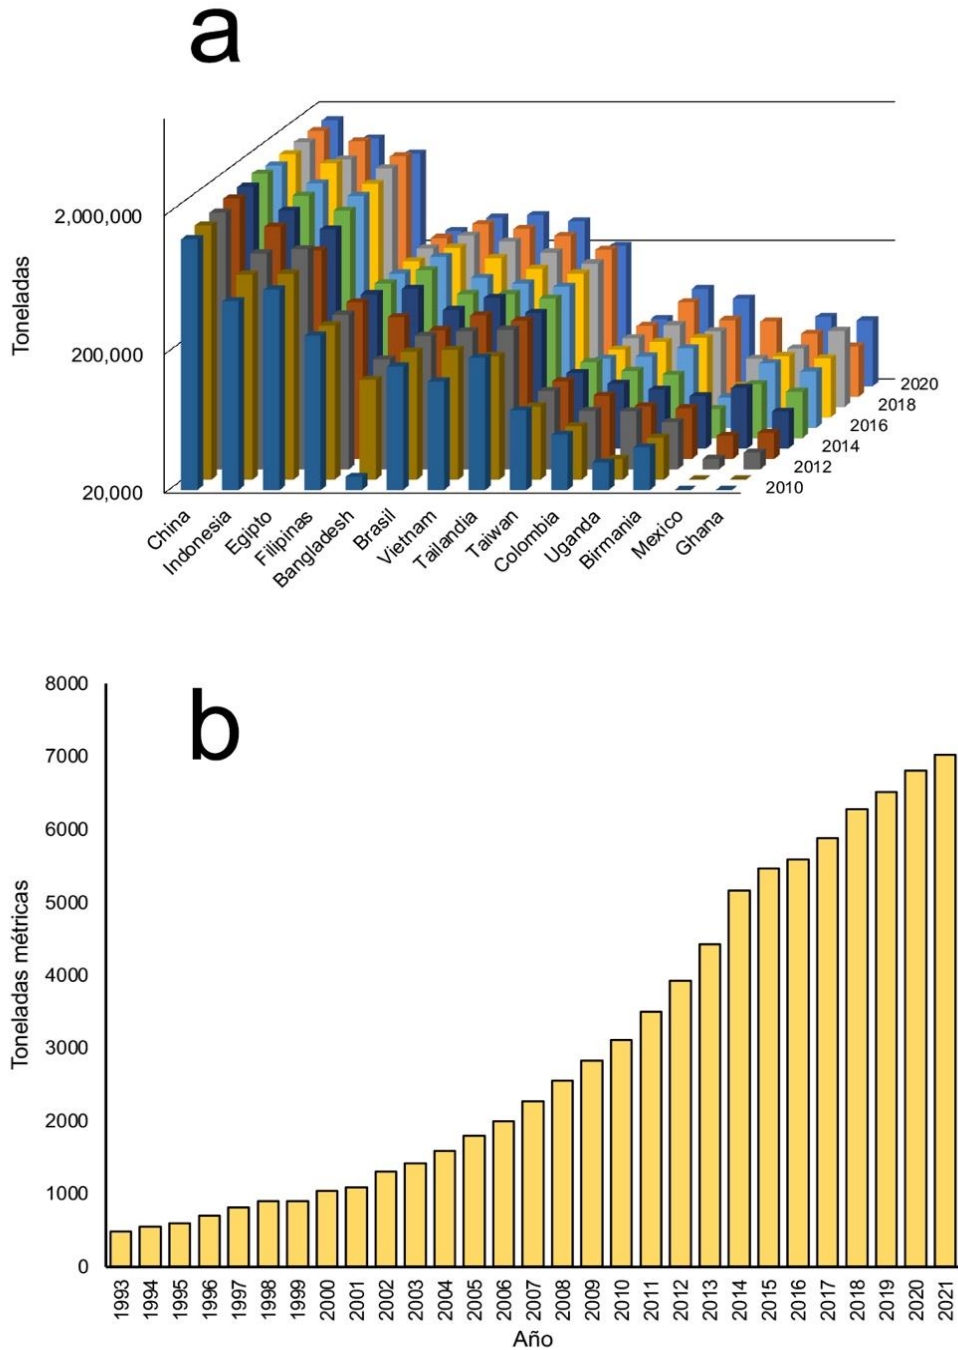 a
Toneladas
2,000,000
200,000
20,000
China
Indonesia
Egipto
Filipinas
Bangladesh
Brasil
Vietnam
Tailandia
Taiwan
Colombia
Uganda
Birmania
Mexico
Ghana
2010
2012
2014
2016
2018
2020
b
Toneladas métricas
8000
7000
6000
5000
4000
3000
2000
1000
0
1993
1994
1995
1996
1997
1998
1999
2000
2001
2002
2003
2004
2005
2006
2007
2008
2009
2010
2011
2012
2013
2014
2015
2016
2017
2018
2019
2020
2021
Año